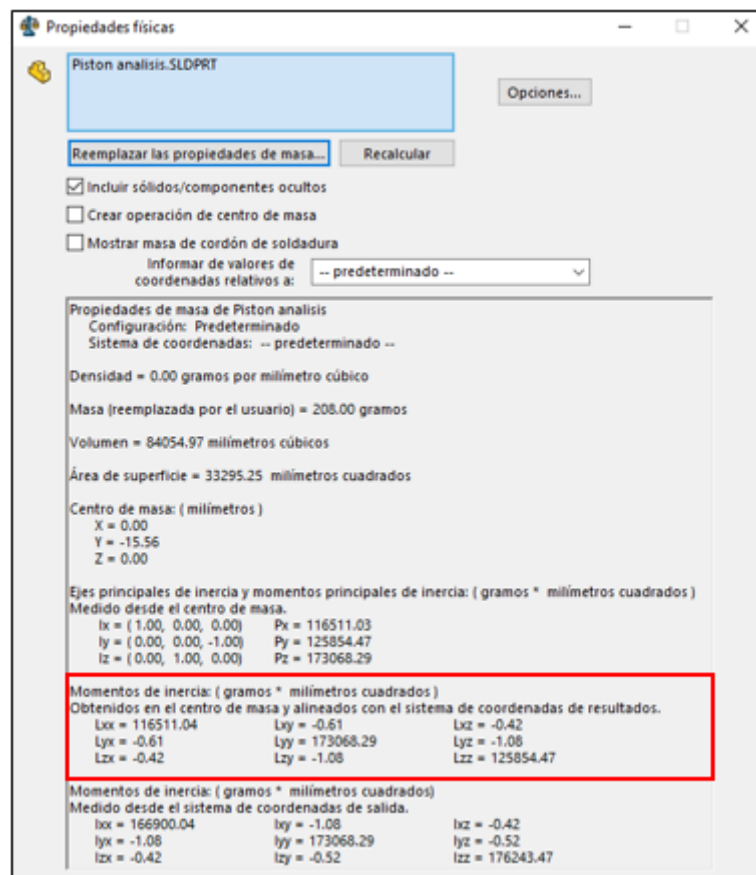 Propiedades físicas
Piston analisis.SLDPRT
Opciones...
Reemplazar las propiedades de masa... Recalcular
Incluir sólidos/componentes ocultos
Crear operación de centro de masa
Mostrar masa de cordón de soldadura
Informar de valores de
coordenadas relativos a: -- predeterminado --
Propiedades de masa de Piston analisis
Configuración: Predeterminado
Sistema de coordenadas: -- predeterminado --
Densidad = 0.00 gramos por milímetro cúbico
Masa (reemplazada por el usuario) = 208.00 gramos
Volumen = 84054.97 milímetros cúbicos
Área de superficie = 33295.25 milímetros cuadrados
Centro de masa: ( milímetros )
X = 0.00
Y = -15.56
Z = 0.00
Ejes principales de inercia y momentos principales de inercia: ( gramos * milímetros cuadrados )
Medido desde el centro de masa.
Ix = ( 1.00, 0.00, 0.00) Px = 116511.03
Iy = ( 0.00, 0.00, -1.00) Py = 125854.47
Iz = ( 0.00, 1.00, 0.00) Pz = 173068.29
Momentos de inercia: ( gramos * milímetros cuadrados )
Obtenidos en el centro de masa y alineados con el sistema de coordenadas de resultados.
Lxx = 116511.04 Lxy = -0.61 Lxz = -0.42
Lyx = -0.61 Lyy = 173068.29 Lyz = -1.08
Lzx = -0.42 Lzy = -1.08 Lzz = 125854.47
Momentos de inercia: ( gramos * milímetros cuadrados)
Medido desde el sistema de coordenadas de salida.
Ixx = 166900.04 Ixy = -1.08 Ixz = -0.42
Iyx = -1.08 Iyy = 173068.29 Iyz = -0.52
Izx = -0.42 Izy = -0.52 Izz = 176243.47